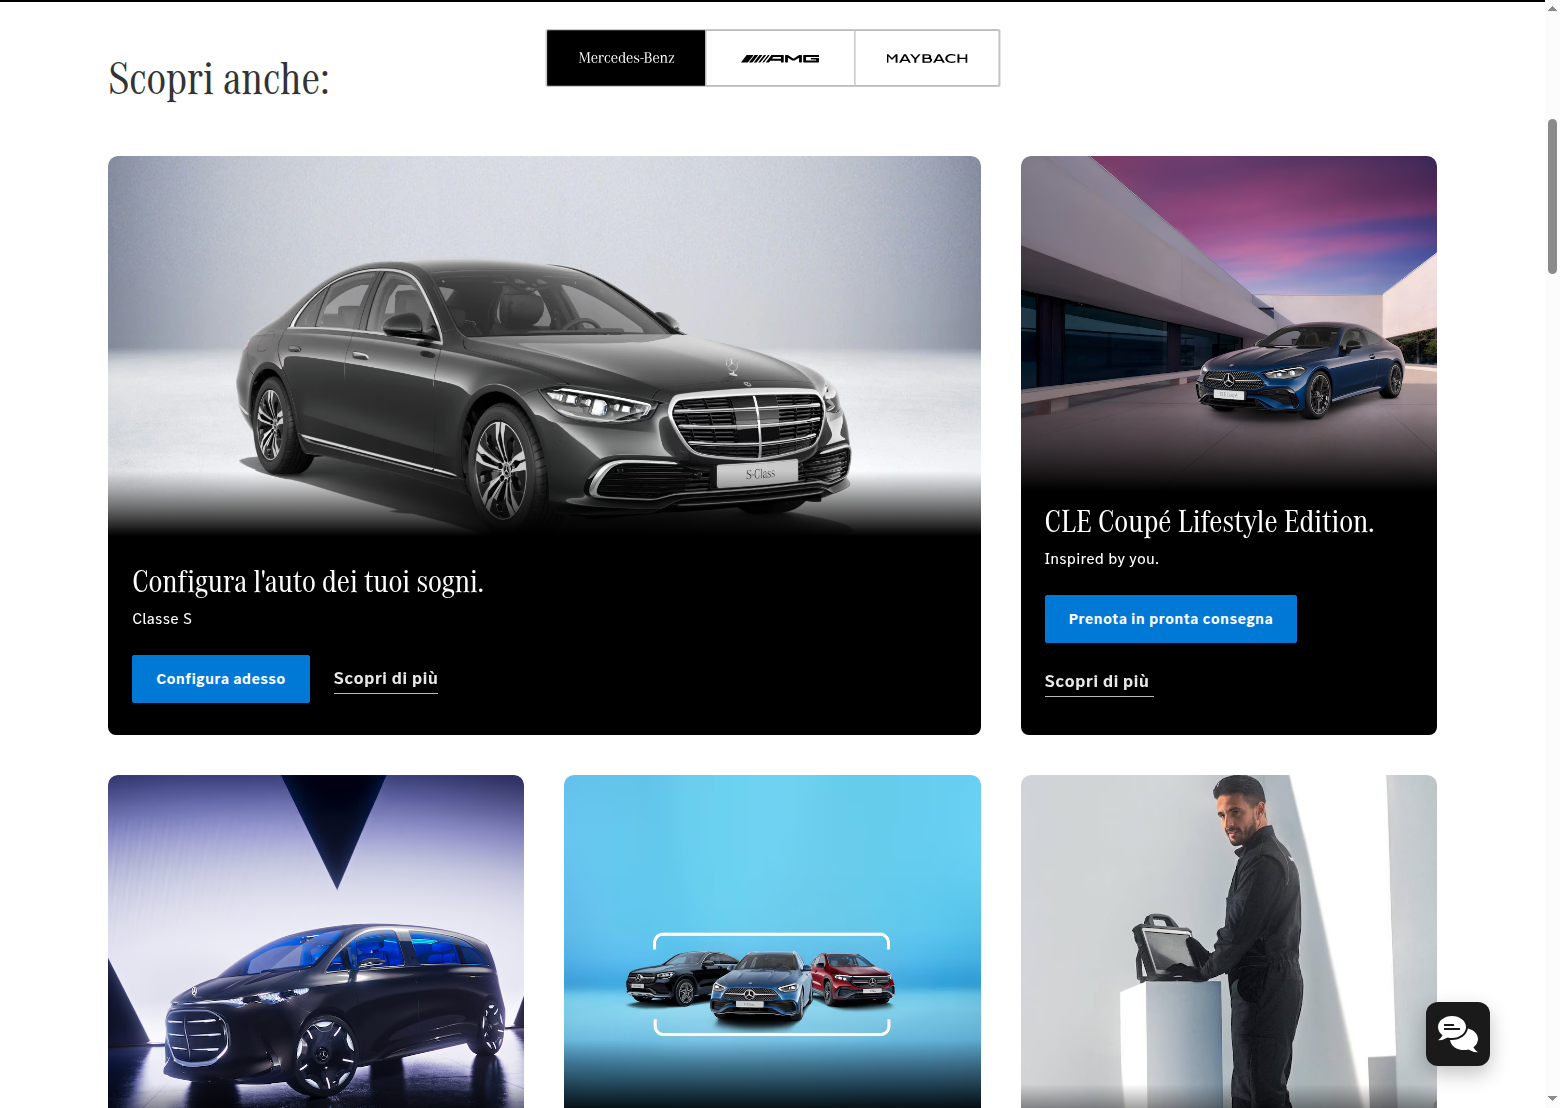 Scopri anche:
Mercedes-Benz
AMG
MAYBACH
S-Class
Configura l'auto dei tuoi sogni.
Classe S
Configura adesso
Scopri di più
CLE Coupé Lifestyle Edition.
Inspired by you.
Prenota in pronta consegna
Scopri di più